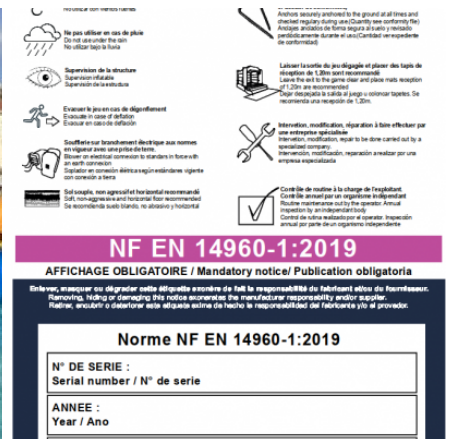 No utilizar con vientos fuertes
Ne pas utiliser en cas de pluie
Do not use under the rain
No utilizar bajo la lluvia
Supervision de la structure
Supervision inflatable
Supervisión de la estructura
Evacuer le jeu en cas de dégonflement
Evacuate in case of deflation
Evacuar en caso de deflación
Soufflerie sur branchement électrique aux normes
en vigueur avec une prise de terre.
Blower on electrical connexion to standars in force with
an earth connexion
Soplador en conexión eléttrica según estándares vigente
con conexión a tierra
Sol souple, non agressif et horizontal recommandé
Soft, non-aggressive and horizontal floor recommended
Se recomienda suelo blando, no abrasivo y horizontal
Anchors securely anchored to the ground at all times and
checked regulary during use(Quantity see conformity file)
Anclajes anclados de forma segura al suelo y revisado
periódicamente durante el uso(Cantidad ver expediente
de conformidad)
Laisser la sortie du jeu dégagée et placer des tapis de
réception de 1,20m sont recommandé
Leave the exit to the game clear and place mats reception
of 1,20m are recommended
Dejar despejada la salida al juego y colocar tapetes. Se
recomienda una recepción de 1,20m.
Intervention, modification, réparation à faire effectuer par
une entreprise spécialisée
Intervention, modification, repair to be done carried out by a
specialized company.
Intervención, modificación, reparación a realizar por una
empresa especializada
Contrôle de routine à la charge de l'exploitant.
Contrôle annuel par un organisme indépendant
Routine maintenance out by the operator. Annual
inspection by an independant body
Control de rutina realizado por el operator. Inspección
annual por parte de un organismo independiente
NF EN 14960-1:2019
AFFICHAGE OBLIGATOIRE / Mandatory notice/ Publication obligatoria
Enlever, masquer ou dégrader cette étiquette exonère de fait la responsabilité du fabricant et/ou du fournisseur.
Removing, hiding or damaging this notice exonerates the manufacturer responsability and/or supplier.
Retirer, encubrir o deteriorar esta etiqueta exime de hecho la responsabilidad del fabricante y/o el provedor.
Norme NF EN 14960-1:2019
N° DE SERIE :
Serial number / N° de serie
ANNEE :
Year / Ano